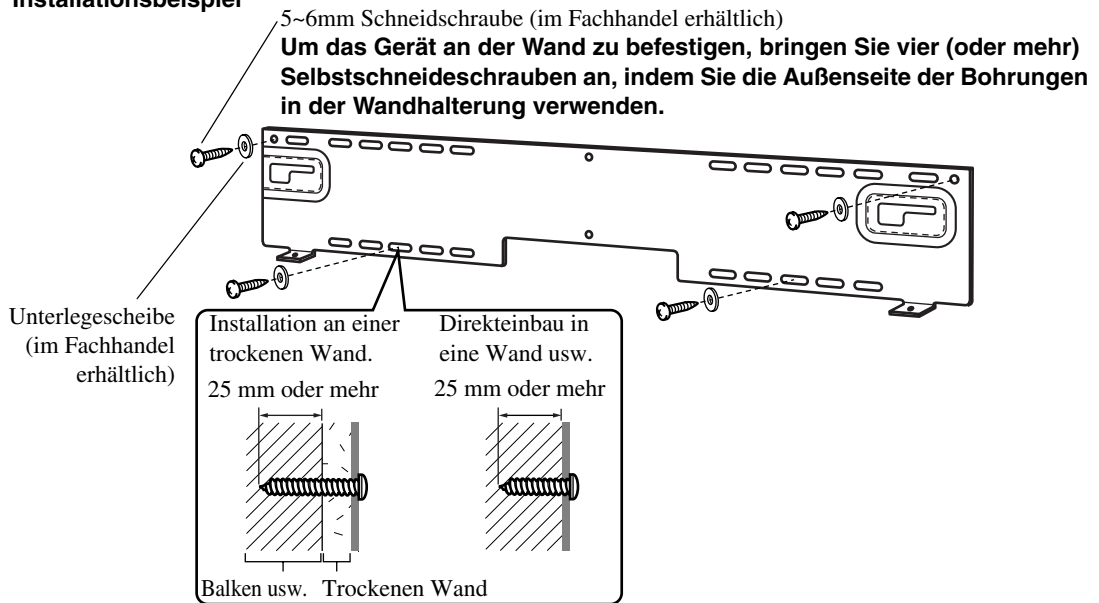 Installationsbeispiel
5~6mm Schneidschraube (im Fachhandel erhältlich)
Um das Gerät an der Wand zu befestigen, bringen Sie vier (oder mehr)
Selbstschneideschrauben an, indem Sie die Außenseite der Bohrungen
in der Wandhalterung verwenden.
Unterlegescheibe
(im Fachhandel
erhältlich)
Installation an einer
trockenen Wand.
25 mm oder mehr
Balken usw. Trockenen Wand
Direkteinbau in
eine Wand usw.
25 mm oder mehr